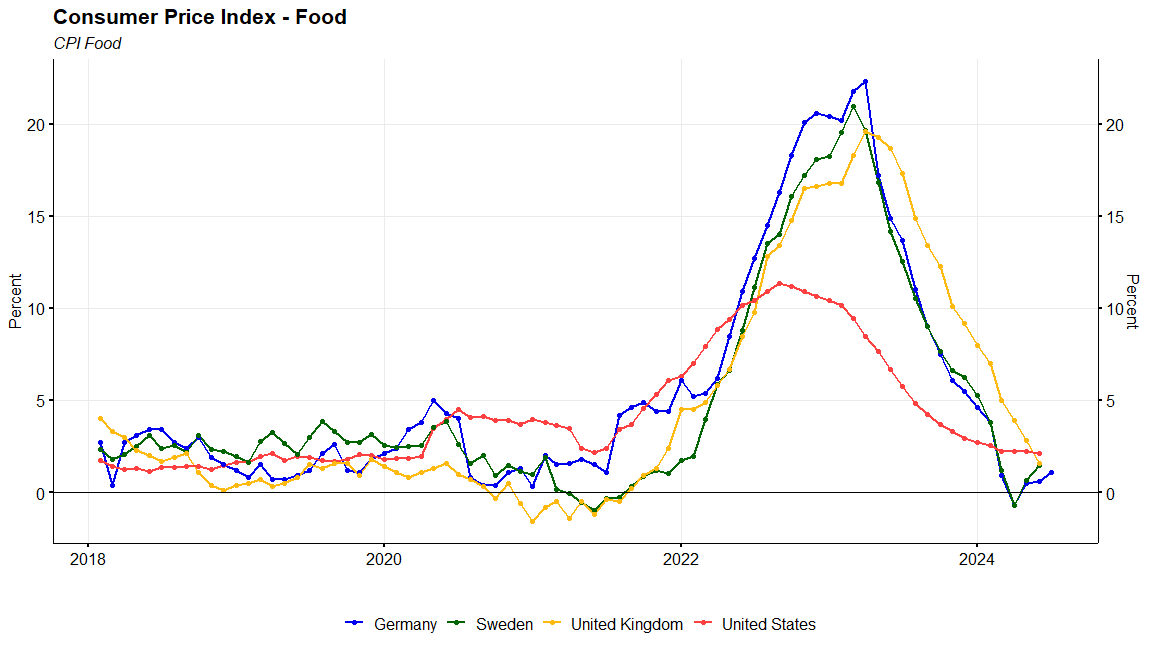 Consumer Price Index - Food
CPI Food
Percent
20
15
10
5
0
20
15
10
5
0
Percent
2018 2020 2022 2024
Germany Sweden United Kingdom United States